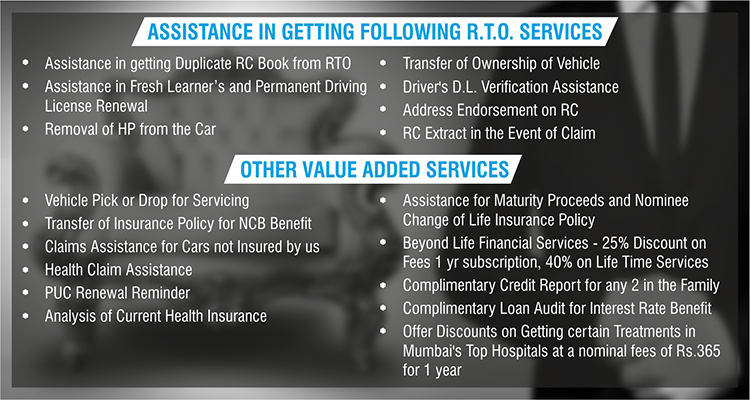 ASSISTANCE IN GETTING FOLLOWING R.T.O. SERVICES
• Assistance in getting Duplicate RC Book from RTO
• Assistance in Fresh Learner's and Permanent Driving
License Renewal
• Removal of HP from the Car
• Transfer of Ownership of Vehicle
• Driver's D.L. Verification Assistance
• Address Endorsement on RC
• RC Extract in the Event of Claim
OTHER VALUE ADDED SERVICES
• Vehicle Pick or Drop for Servicing
• Transfer of Insurance Policy for NCB Benefit
• Claims Assistance for Cars not Insured by us
• Health Claim Assistance
• PUC Renewal Reminder
• Analysis of Current Health Insurance
• Assistance for Maturity Proceeds and Nominee
Change of Life Insurance Policy
• Beyond Life Financial Services - 25% Discount on
Fees 1 yr subscription, 40% on Life Time Services
• Complimentary Credit Report for any 2 in the Family
• Complimentary Loan Audit for Interest Rate Benefit
• Offer Discounts on Getting certain Treatments in
Mumbai's Top Hospitals at a nominal fees of Rs.365
for 1 year